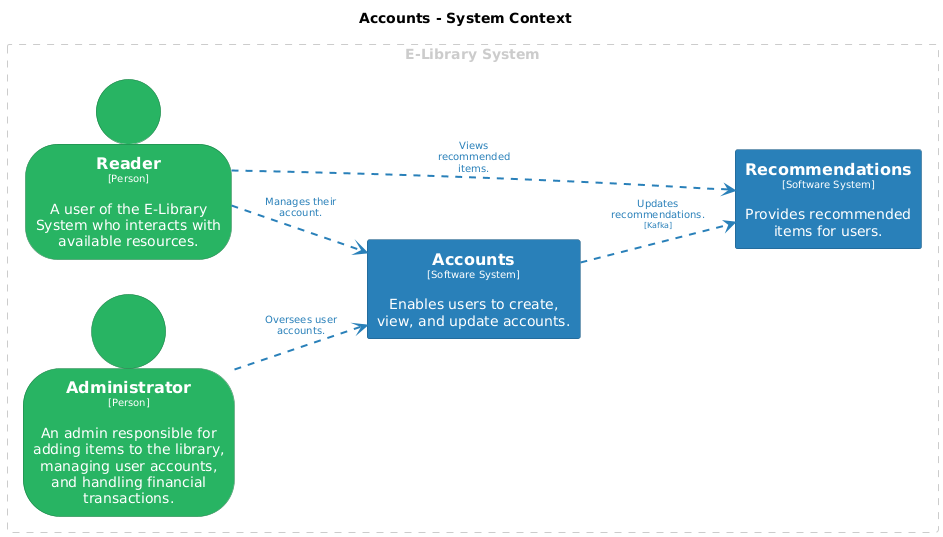 Accounts - System Context
E-Library System
Reader
[Person]
A user of the E-Library
System who interacts with
available resources.
Views
recommended
items.
Recommendations
[Software System]
Provides recommended
items for users.
Manages their
account.
Updates
recommendations.
[Kafka]
Accounts
[Software System]
Enables users to create,
view, and update accounts.
Oversees user
accounts.
Administrator
[Person]
An admin responsible for
adding items to the library,
managing user accounts,
and handling financial
transactions.